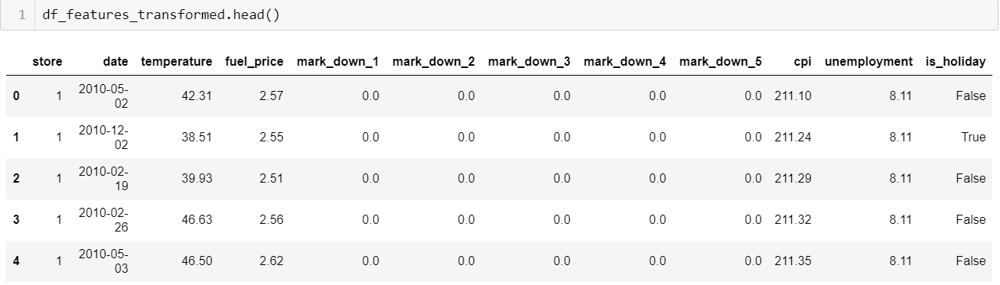 1 df_features_transformed.head()
store date temperature fuel_price mark_down_1 mark_down_2 mark_down_3 mark_down_4 mark_down_5 cpi unemployment is_holiday
0 1 2010-05-02 42.31 2.57 0.0 0.0 0.0 0.0 0.0 211.10 8.11 False
1 1 2010-12-02 38.51 2.55 0.0 0.0 0.0 0.0 0.0 211.24 8.11 True
2 1 2010-02-19 39.93 2.51 0.0 0.0 0.0 0.0 0.0 211.29 8.11 False
3 1 2010-02-26 46.63 2.56 0.0 0.0 0.0 0.0 0.0 211.32 8.11 False
4 1 2010-05-03 46.50 2.62 0.0 0.0 0.0 0.0 0.0 211.35 8.11 False